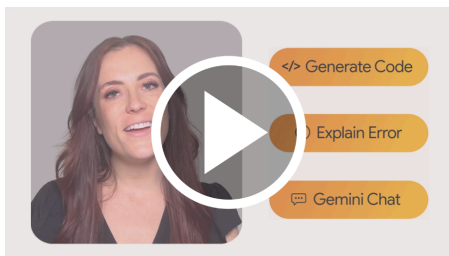 </> Generate Code
Explain Error
Gemini Chat